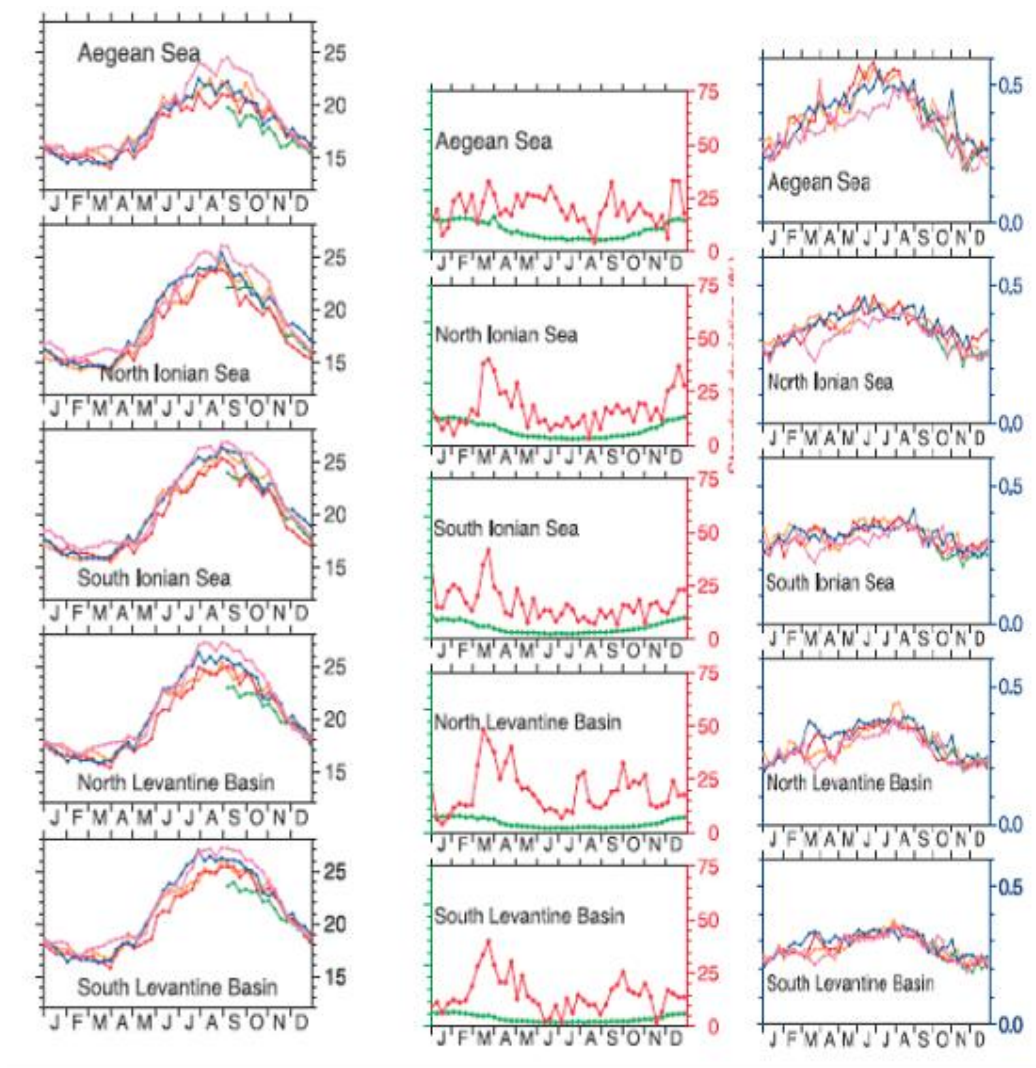 Aegean Sea
25
20
15
J F M A M J J A S O N D
North Ionian Sea
25
20
15
J F M A M J J A S O N D
South Ionian Sea
25
20
15
J F M A M J J A S O N D
North Levantine Basin
25
20
15
J F M A M J J A S O N D
South Levantine Basin
25
20
15
J F M A M J J A S O N D
Aegean Sea
75
50
25
0
J F M A M J J A S O N D
North Ionian Sea
75
50
25
0
J F M A M J J A S O N D
South Ionian Sea
75
50
25
0
J F M A M J J A S O N D
North Levantine Basin
75
50
25
0
J F M A M J J A S O N D
South Levantine Basin
75
50
25
0
J F M A M J J A S O N D
Aegean Sea
0.5
0.0
J F M A M J J A S O N D
North Ionian Sea
0.5
0.0
J F M A M J J A S O N D
South Ionian Sea
0.5
0.0
J F M A M J J A S O N D
North Levantine Basin
0.5
0.0
J F M A M J J A S O N D
South Levantine Basin
0.5
0.0
J F M A M J J A S O N D